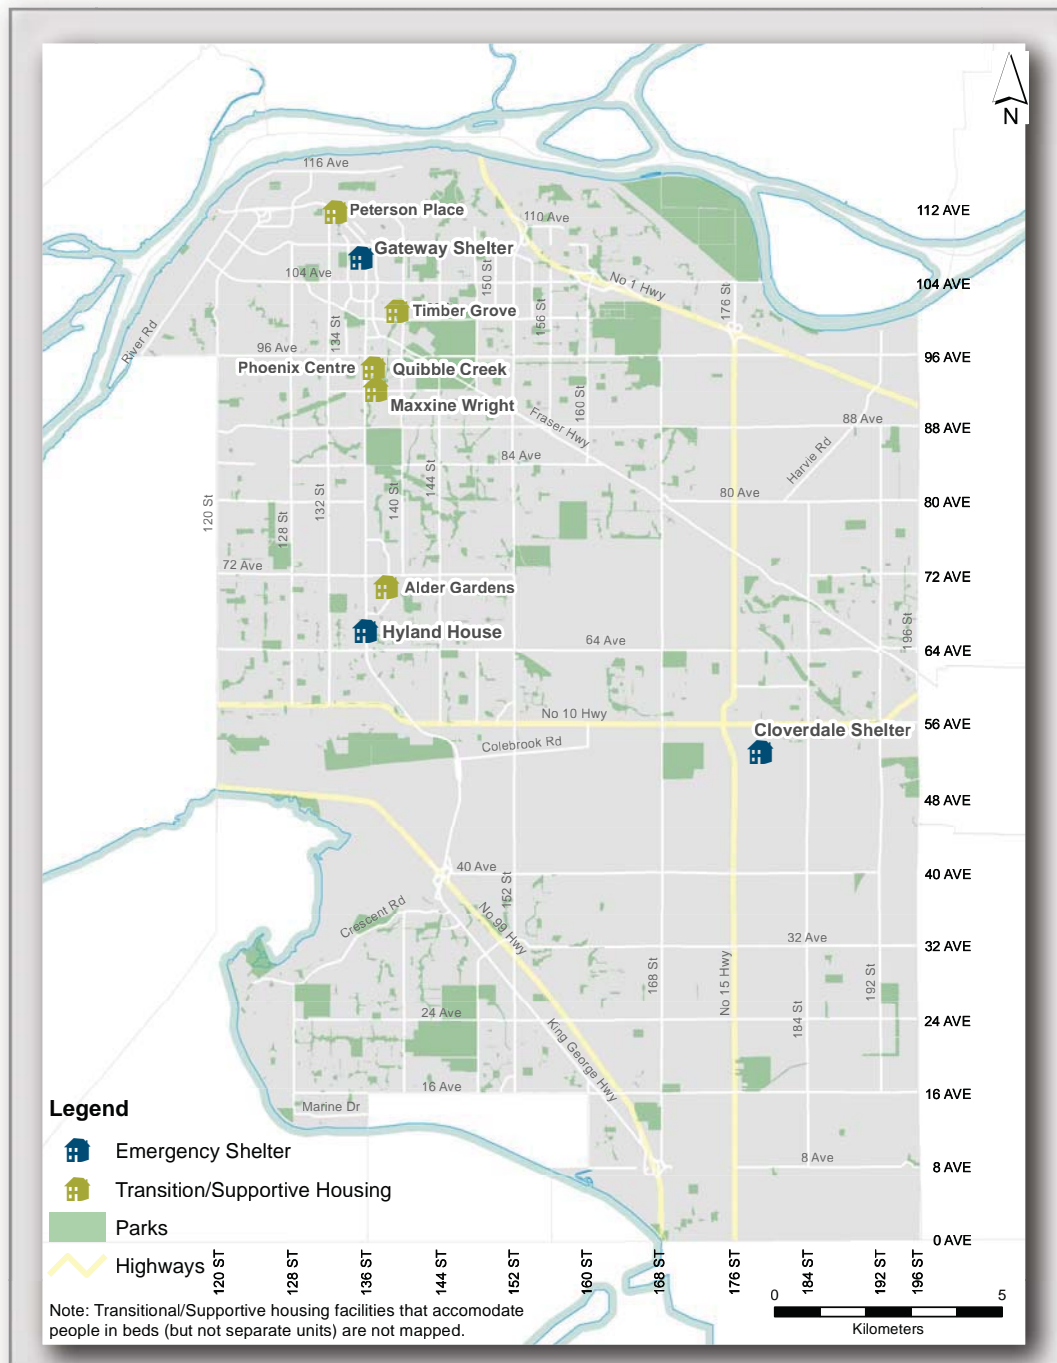 N
116 Ave
112 AVE
Peterson Place
110 Ave
Gateway Shelter
104 Ave
150 St
No 1 Hwy
176 St
104 AVE
Timber Grove
156 St
134 St
River Rd
96 Ave
96 AVE
Phoenix Centre
Quibble Creek
160 St
Maxxine Wright
Fraser Hwy
88 Ave
88 AVE
Harvie Rd
84 Ave
144 St
80 Ave
80 AVE
120 St
128 St
132 St
140 St
72 Ave
72 AVE
Alder Gardens
Hyland House
196 St
64 Ave
64 AVE
No 10 Hwy
56 AVE
Cloverdale Shelter
Colebrook Rd
48 AVE
40 Ave
40 AVE
152 St
Crescent Rd
No 99 Hwy
32 Ave
32 AVE
168 St
No 15 Hwy
192 St
184 St
24 Ave
24 AVE
King George Hwy
16 Ave
16 AVE
Marine Dr
8 Ave
8 AVE
0 AVE
Legend
Emergency Shelter
Transition/Supportive Housing
Parks
Highways
120 ST
128 ST
136 ST
144 ST
152 ST
160 ST
168 ST
176 ST
184 ST
192 ST
196 ST
Note: Transitional/Supportive housing facilities that accomodate
people in beds (but not separate units) are not mapped.
0 5
Kilometers